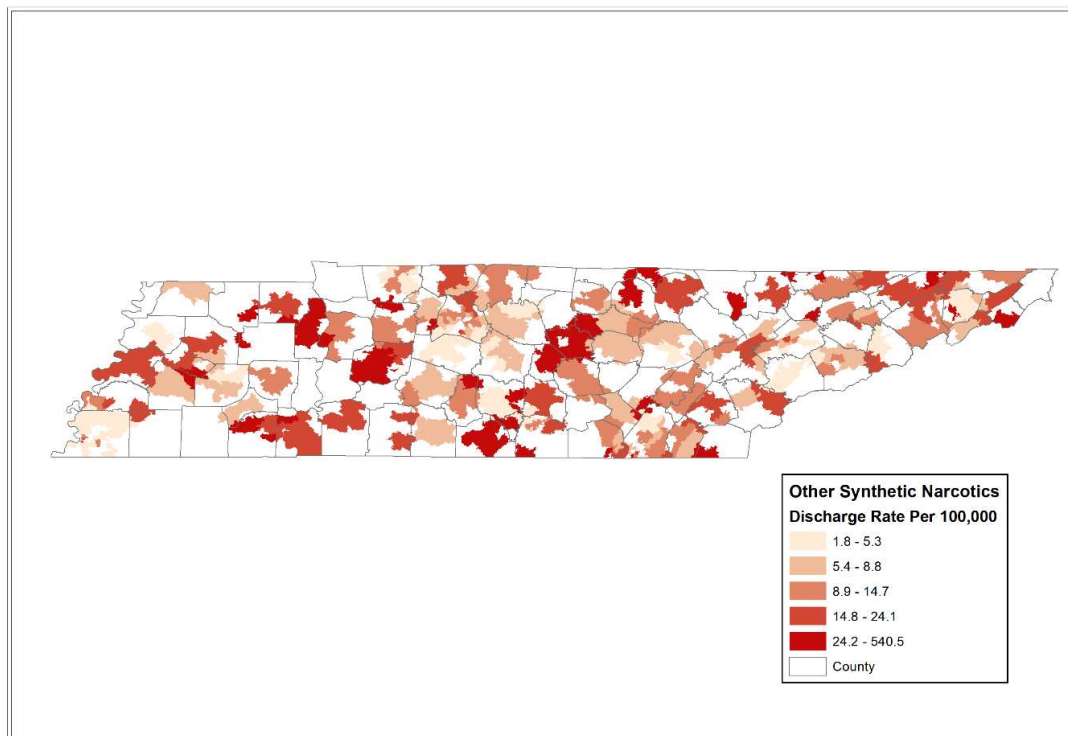 Other Synthetic Narcotics
Discharge Rate Per 100,000
1.8 - 5.3
5.4 - 8.8
8.9 - 14.7
14.8 - 24.1
24.2 - 540.5
County